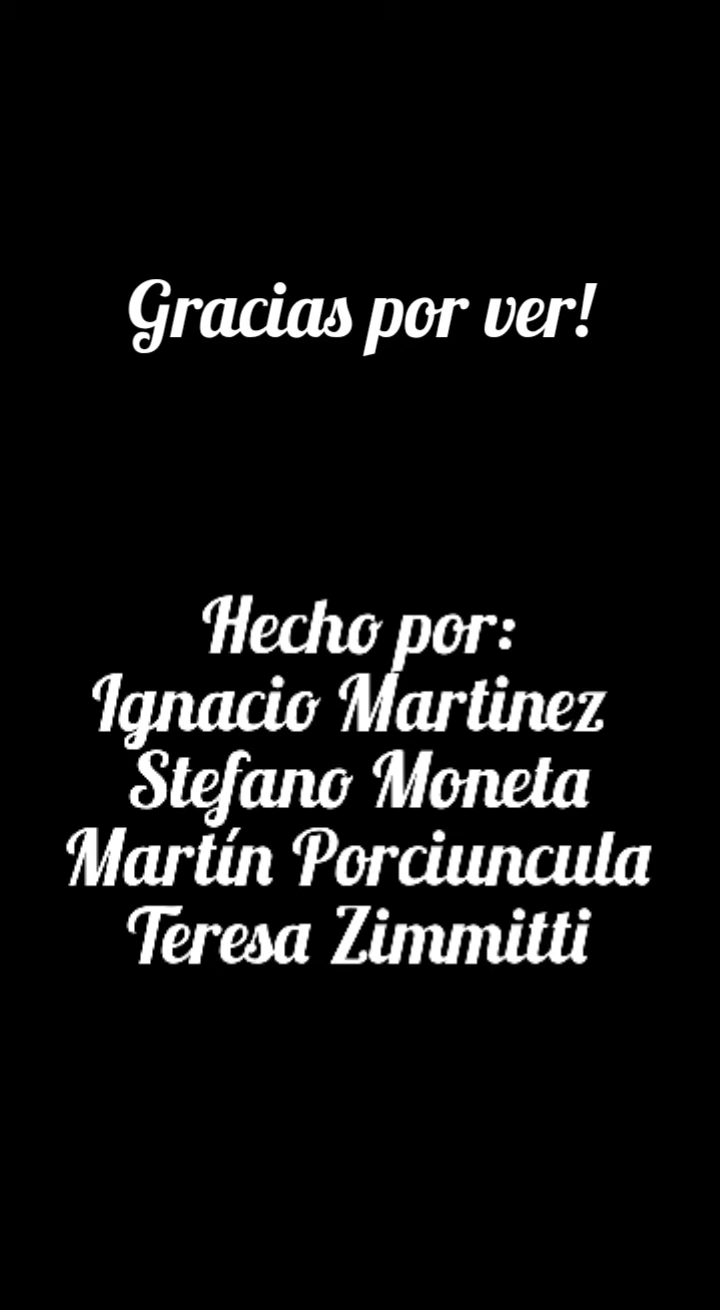 Gracias por ver!
Hecho por:
Ignacio Martinez
Stefano Moneta
Martín Porciuncula
Teresa Zimmitti